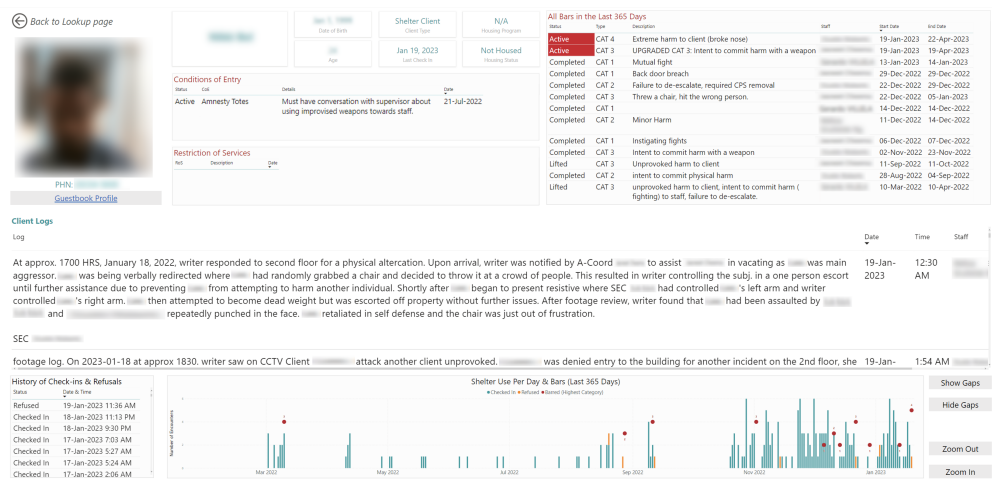 Back to Lookup page
Date of Birth
Age
Shelter Client
Client Type
Jan 19, 2023
Last Check In
N/A
Housing Program
Not Housed
Housing Status
PHN:
Guestbook Profile
Conditions of Entry
Status CoE Details Date
Active Amnesty Totes Must have conversation with supervisor about 21-Jul-2022
using improvised weapons towards staff.
Restriction of Services
RoS Description Date
All Bars in the Last 365 Days
Status Type Description Staff Start Date End Date
Active CAT 4 Extreme harm to client (broke nose) 19-Jan-2023 22-Apr-2023
Active CAT 3 UPGRADED CAT 3: Intent to commit harm with a weapon 19-Jan-2023 19-Apr-2023
Completed CAT 1 Mutual fight 13-Jan-2023 14-Jan-2023
Completed CAT 1 Back door breach 29-Dec-2022 29-Dec-2022
Completed CAT 2 Failure to de-escalate, required CPS removal 22-Dec-2022 29-Dec-2022
Completed CAT 3 Threw a chair, hit the wrong person. 22-Dec-2022 05-Jan-2023
Completed CAT 1 14-Dec-2022 14-Dec-2022
Completed CAT 2 Minor Harm 11-Dec-2022 14-Dec-2022
Completed CAT 1 Instigating fights 06-Dec-2022 07-Dec-2022
Completed CAT 3 Intent to commit harm with a weapon 02-Nov-2022 23-Nov-2022
Lifted CAT 3 Unprovoked harm to client 11-Sep-2022 11-Oct-2022
Completed CAT 2 intent to commit physical harm 28-Aug-2022 04-Sep-2022
Lifted CAT 3 unprovoked harm to client, intent to commit harm ( 10-Mar-2022 10-Apr-2022
fighting) to staff, failure to de-escalate.
Client Logs
Log Date Time Staff
At approx. 1700 HRS, January 18, 2022, writer responded to second floor for a physical altercation. Upon arrival, writer was notified by A-Coord to assist in vacating as was main 19-Jan-2023 12:30 AM
aggressor. was being verbally redirected where had randomly grabbed a chair and decided to throw it at a crowd of people. This resulted in writer controlling the subj. in a one person escort
until further assistance due to preventing from attempting to harm another individual. Shortly after began to present resistive where SEC had controlled 's left arm and writer
controlled 's right arm. then attempted to become dead weight but was escorted off property without further issues. After footage review, writer found that had been assaulted by
and repeatedly punched in the face. retaliated in self defense and the chair was just out of frustration.
SEC
footage log. On 2023-01-18 at approx 1830. writer saw on CCTV Client attack another client unprovoked. was denied entry to the building for another incident on the 2nd floor, she 19-Jan- 1:54 AM
History of Check-ins & Refusals
Status Date & Time
Refused 19-Jan-2023 11:36 AM
Checked In 18-Jan-2023 11:13 PM
Checked In 18-Jan-2023 9:30 PM
Checked In 17-Jan-2023 7:03 AM
Checked In 17-Jan-2023 5:27 AM
Checked In 17-Jan-2023 5:24 AM
Checked In 17-Jan-2023 2:06 AM
Shelter Use Per Day & Bars (Last 365 Days)
Checked In Refused Barred (Highest Category)
Number of Encounters
Mar 2022 May 2022 Jul 2022 Sep 2022 Nov 2022 Jan 2023
Show Gaps
Hide Gaps
Zoom Out
Zoom In